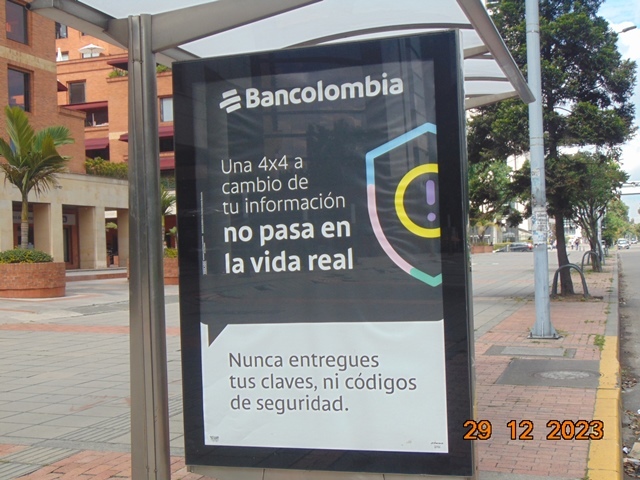 Bancolombia
Una 4x4 a
cambio de
tu información
no pasa en
la vida real
Nunca entregues
tus claves, ni códigos
de seguridad.
29 12 2023